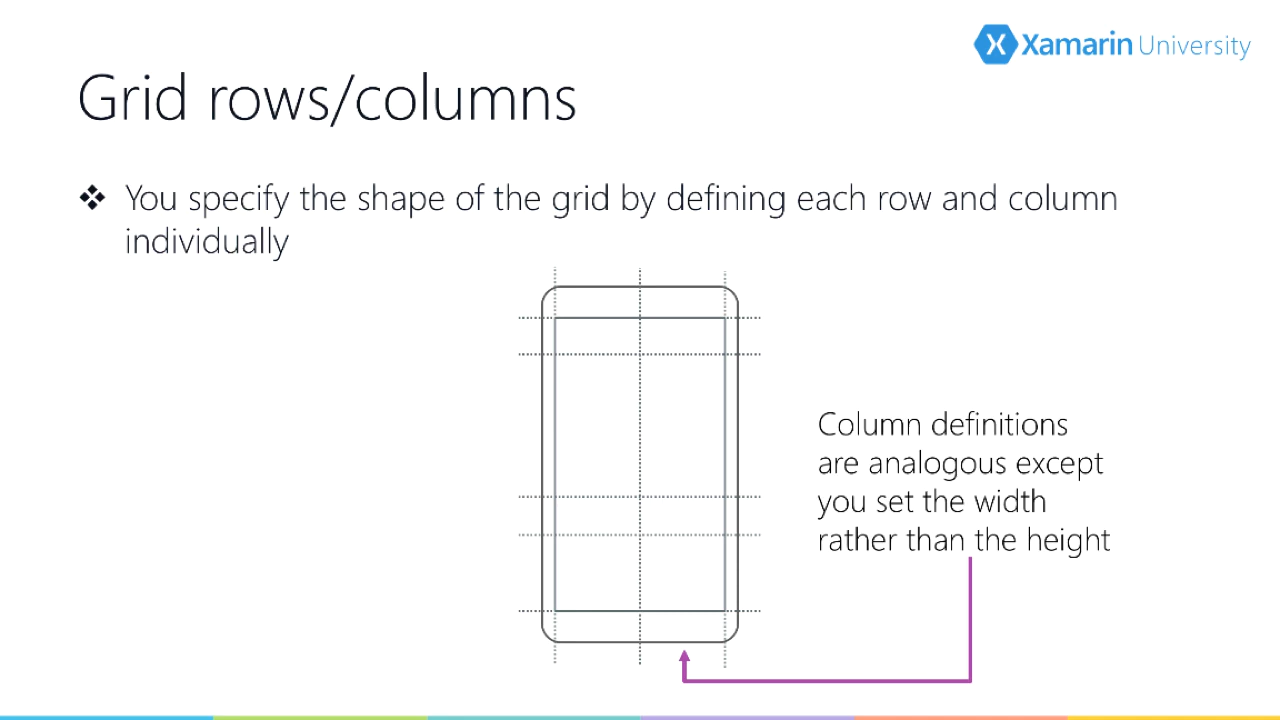 Xamarin University
Grid rows/columns
❖ You specify the shape of the grid by defining each row and column
individually
Column definitions
are analogous except
you set the width
rather than the height